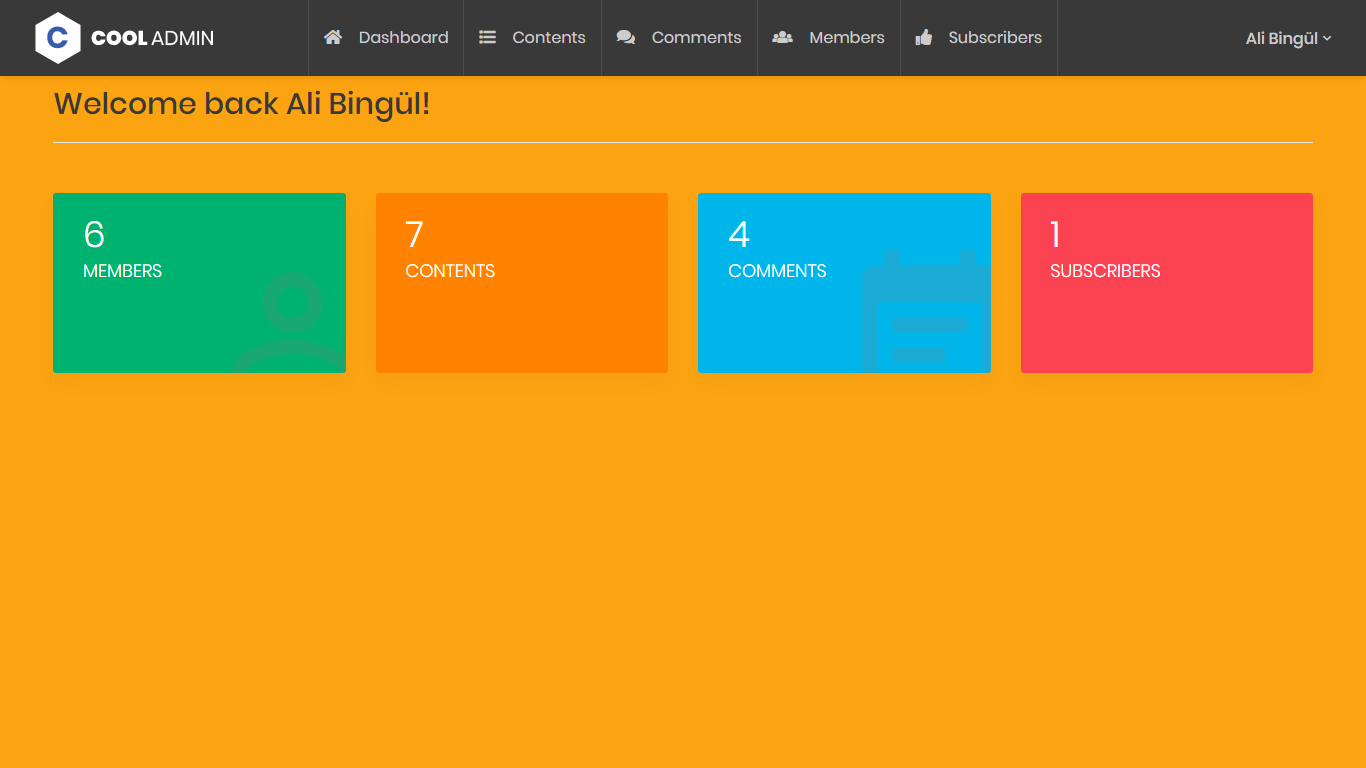 C COOL ADMIN Dashboard Contents Comments Members Subscribers Ali Bingül
Welcome back Ali Bingül!
6 7 4 1
MEMBERS CONTENTS COMMENTS SUBSCRIBERS